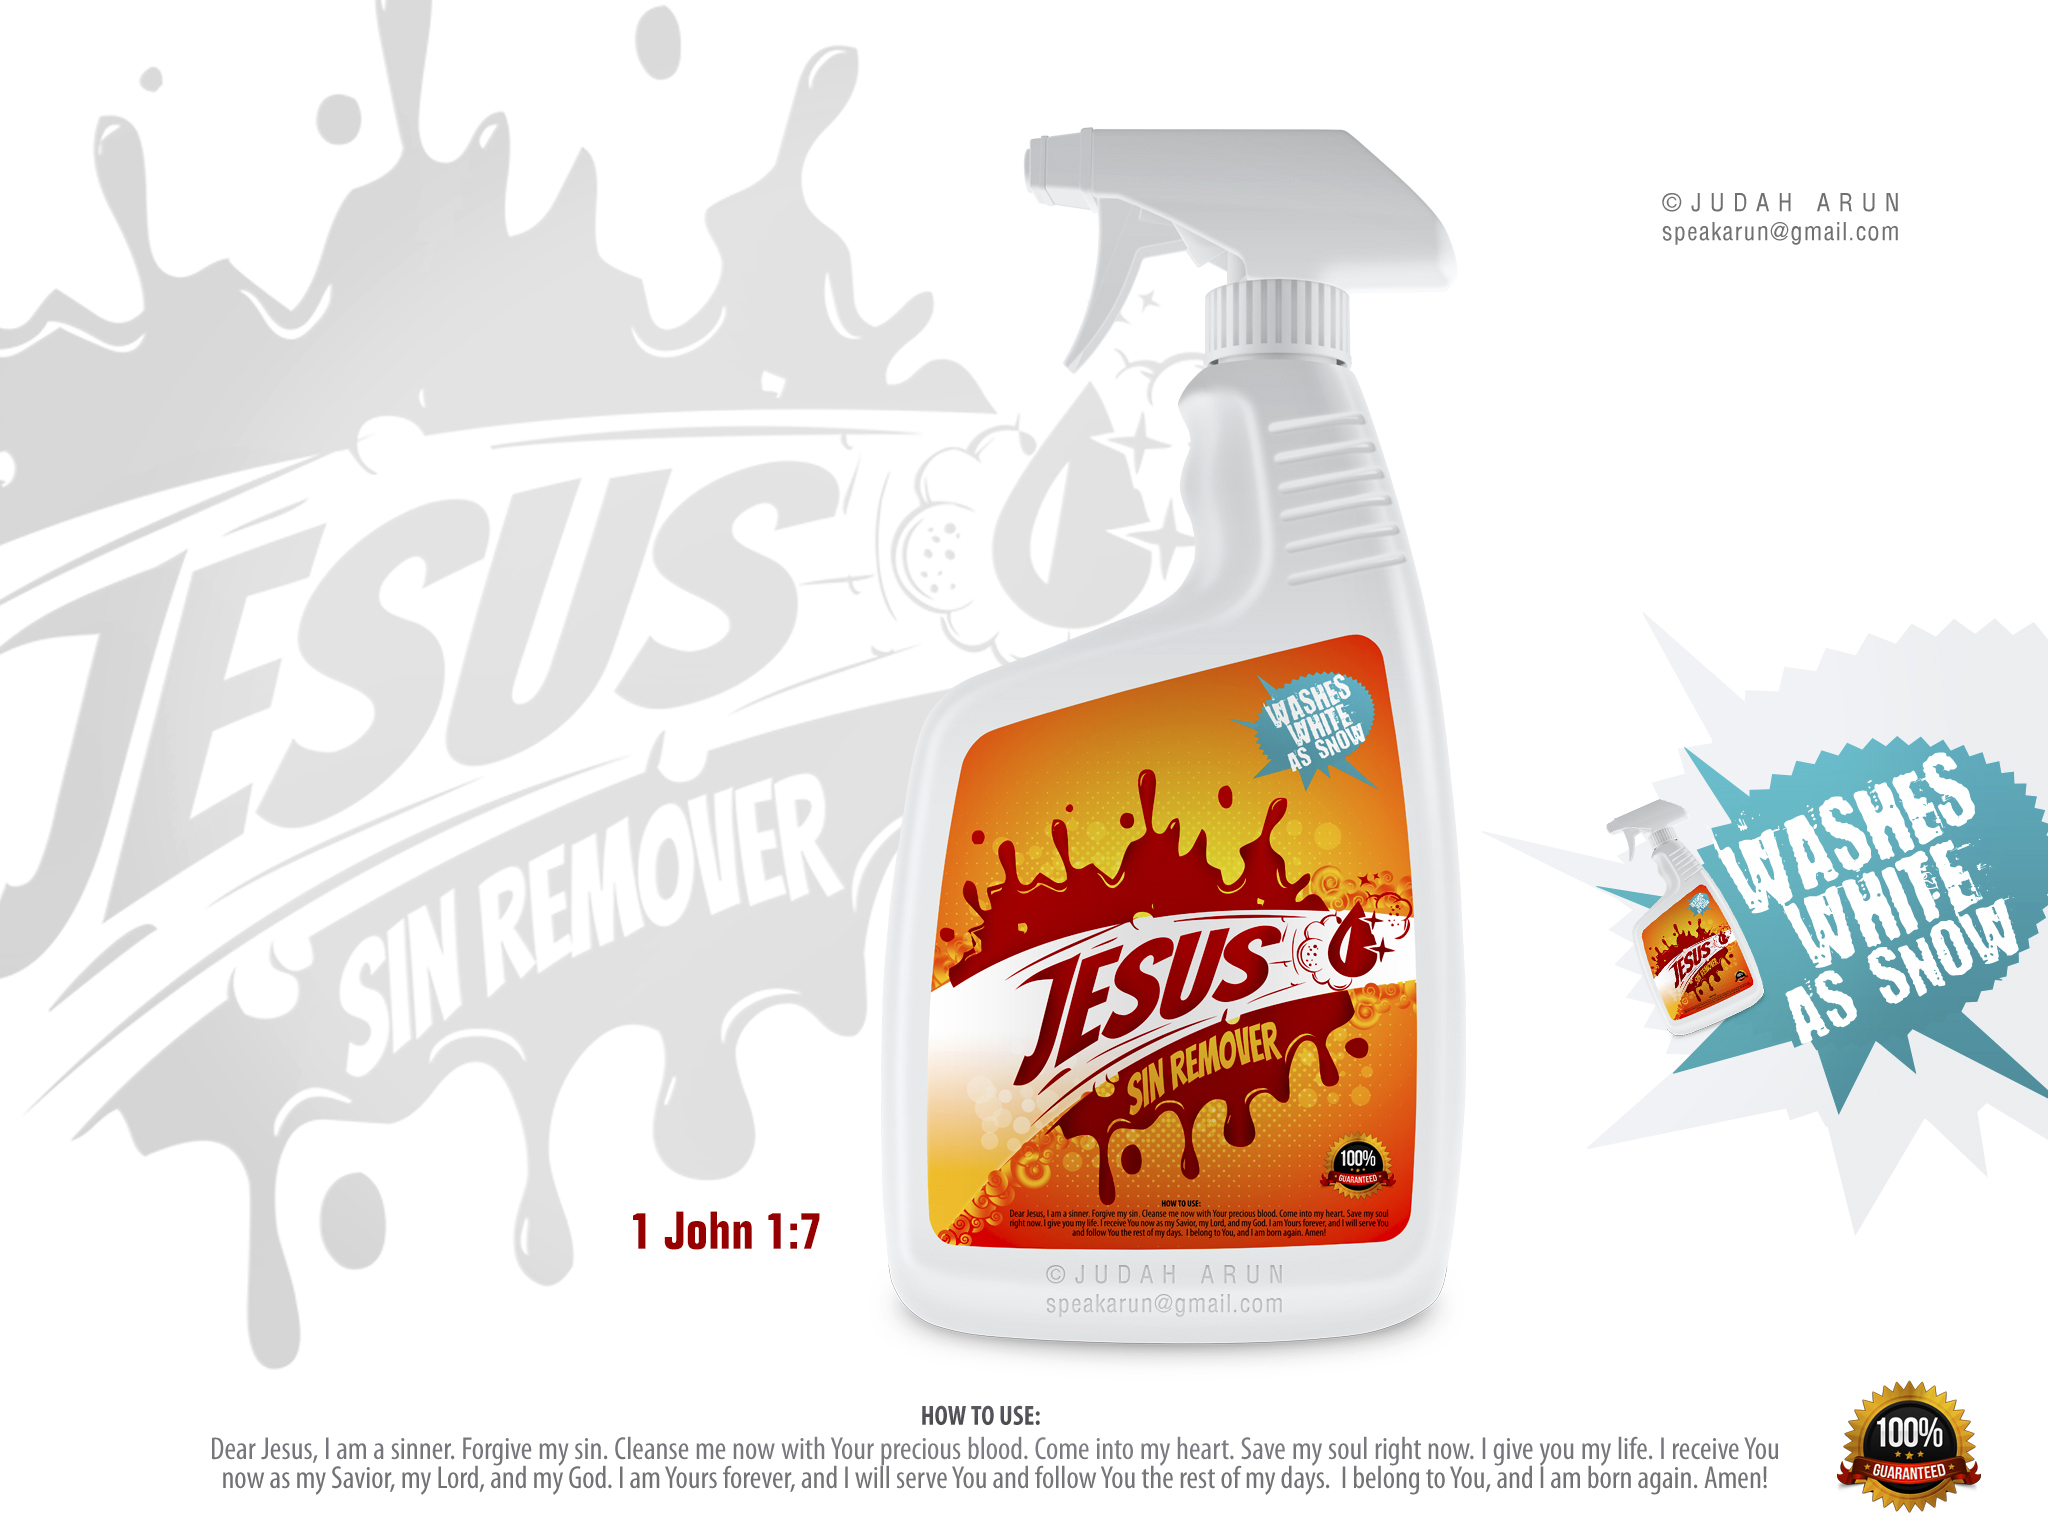 ©JUDAH ARUN
speakarun@gmail.com
JESUS
SIN REMOVER
WASHES
WHITE
AS SNOW
JESUS
SIN REMOVER
100%
GUARANTEED
HOW TO USE:
Dear Jesus, I am a sinner. Forgive my sin. Cleanse me now with Your precious blood. Come into my heart. Save my soul
right now. I give you my life. I receive You now as my Savior, my Lord, and my God. I am Yours forever, and I will serve You
and follow You the rest of my days. I belong to You, and I am born again. Amen!
©JUDAH ARUN
speakarun@gmail.com
WASHES
WHITE
AS SNOW
JESUS
SIN REMOVER
1 John 1:7
HOW TO USE:
Dear Jesus, I am a sinner. Forgive my sin. Cleanse me now with Your precious blood. Come into my heart. Save my soul right now. I give you my life. I receive You
now as my Savior, my Lord, and my God. I am Yours forever, and I will serve You and follow You the rest of my days. I belong to You, and I am born again. Amen!
100%
GUARANTEED